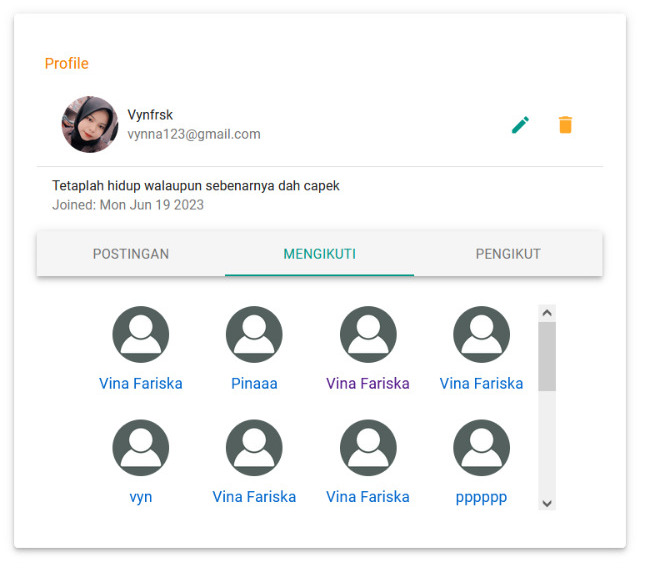 Profile
Vynfrsk
vynna123@gmail.com
Tetaplah hidup walaupun sebenarnya dah capek
Joined: Mon Jun 19 2023
POSTINGAN MENGIKUTI PENGIKUT
Vina Fariska Pinaaa Vina Fariska Vina Fariska
vyn Vina Fariska Vina Fariska pppppp